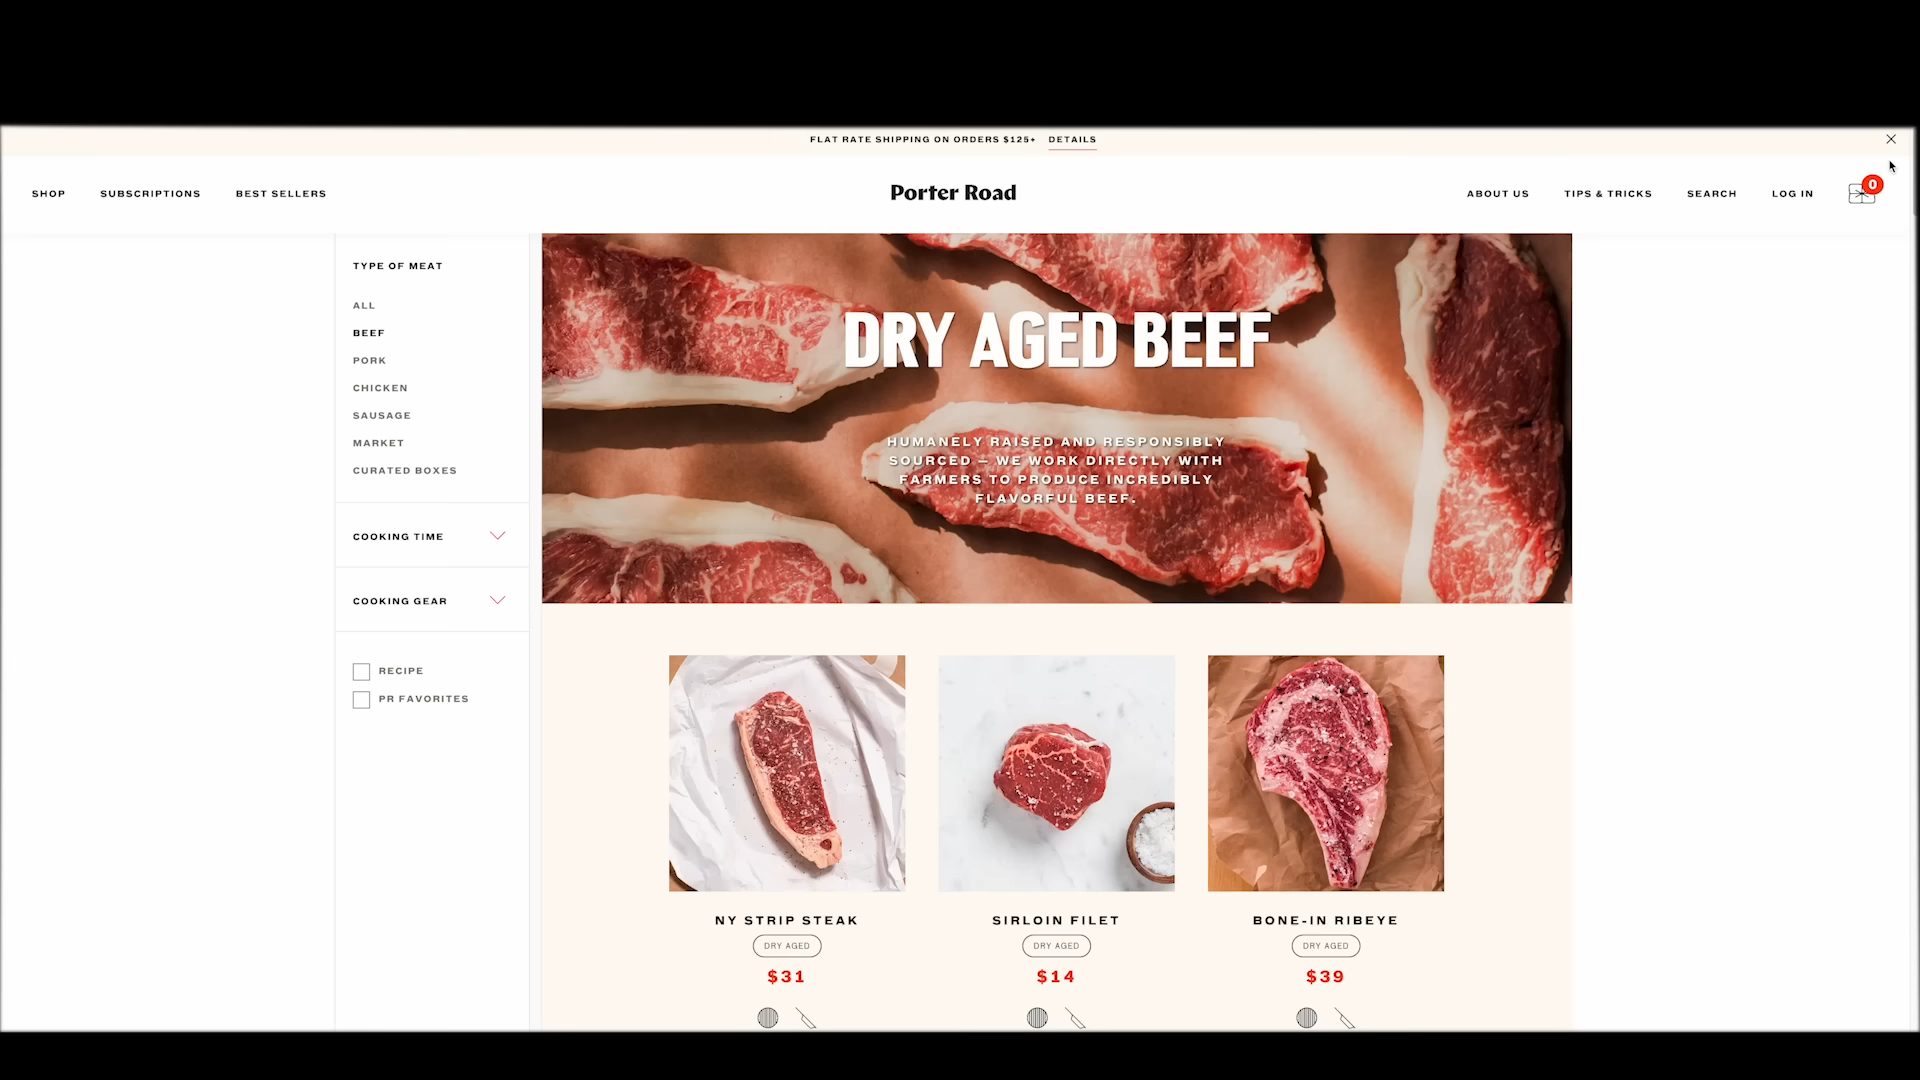 FLAT RATE SHIPPING ON ORDERS $125+ DETAILS
SHOP SUBSCRIPTIONS BEST SELLERS Porter Road ABOUT US TIPS & TRICKS SEARCH LOG IN 0
TYPE OF MEAT
ALL
BEEF
PORK
CHICKEN
SAUSAGE
MARKET
CURATED BOXES
COOKING TIME
COOKING GEAR
RECIPE
PR FAVORITES
DRY AGED BEEF
HUMANELY RAISED AND RESPONSIBLY
SOURCED – WE WORK DIRECTLY WITH
FARMERS TO PRODUCE INCREDIBLY
FLAVORFUL BEEF.
NY STRIP STEAK
DRY AGED
$31
SIRLOIN FILET
DRY AGED
$14
BONE-IN RIBEYE
DRY AGED
$39